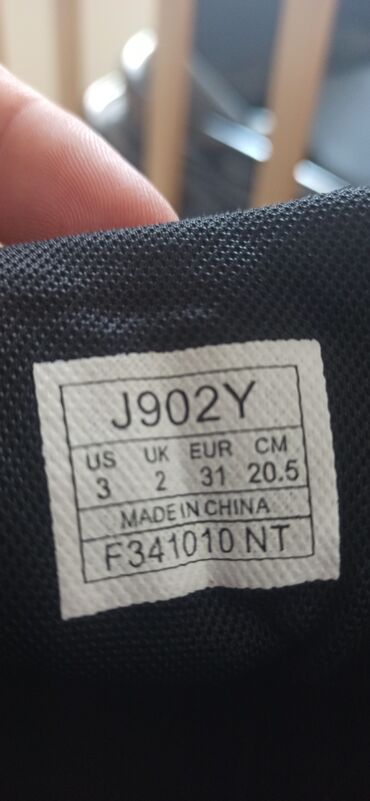 J902Y
US UK EUR CM
3 2 31 20.5
MADE IN CHINA
F341010 NT